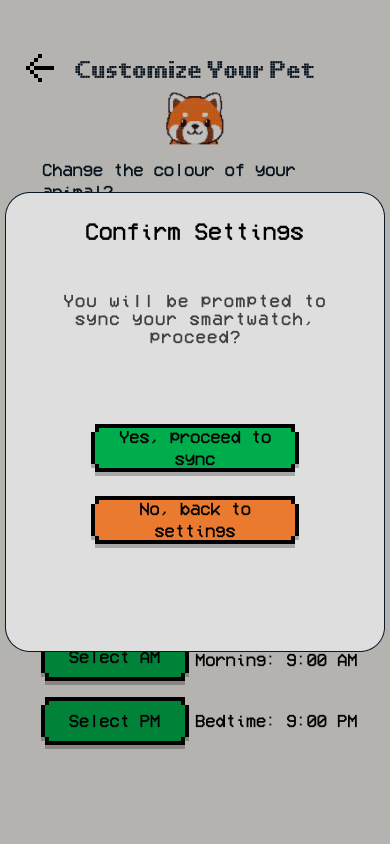 Customize Your Pet
Change the colour of your
animal?
Confirm Settings
You will be prompted to
sync your smartwatch,
proceed?
Yes, proceed to
sync
No, back to
settings
Select AM
Morning: 9:00 AM
Select PM
Bedtime: 9:00 PM